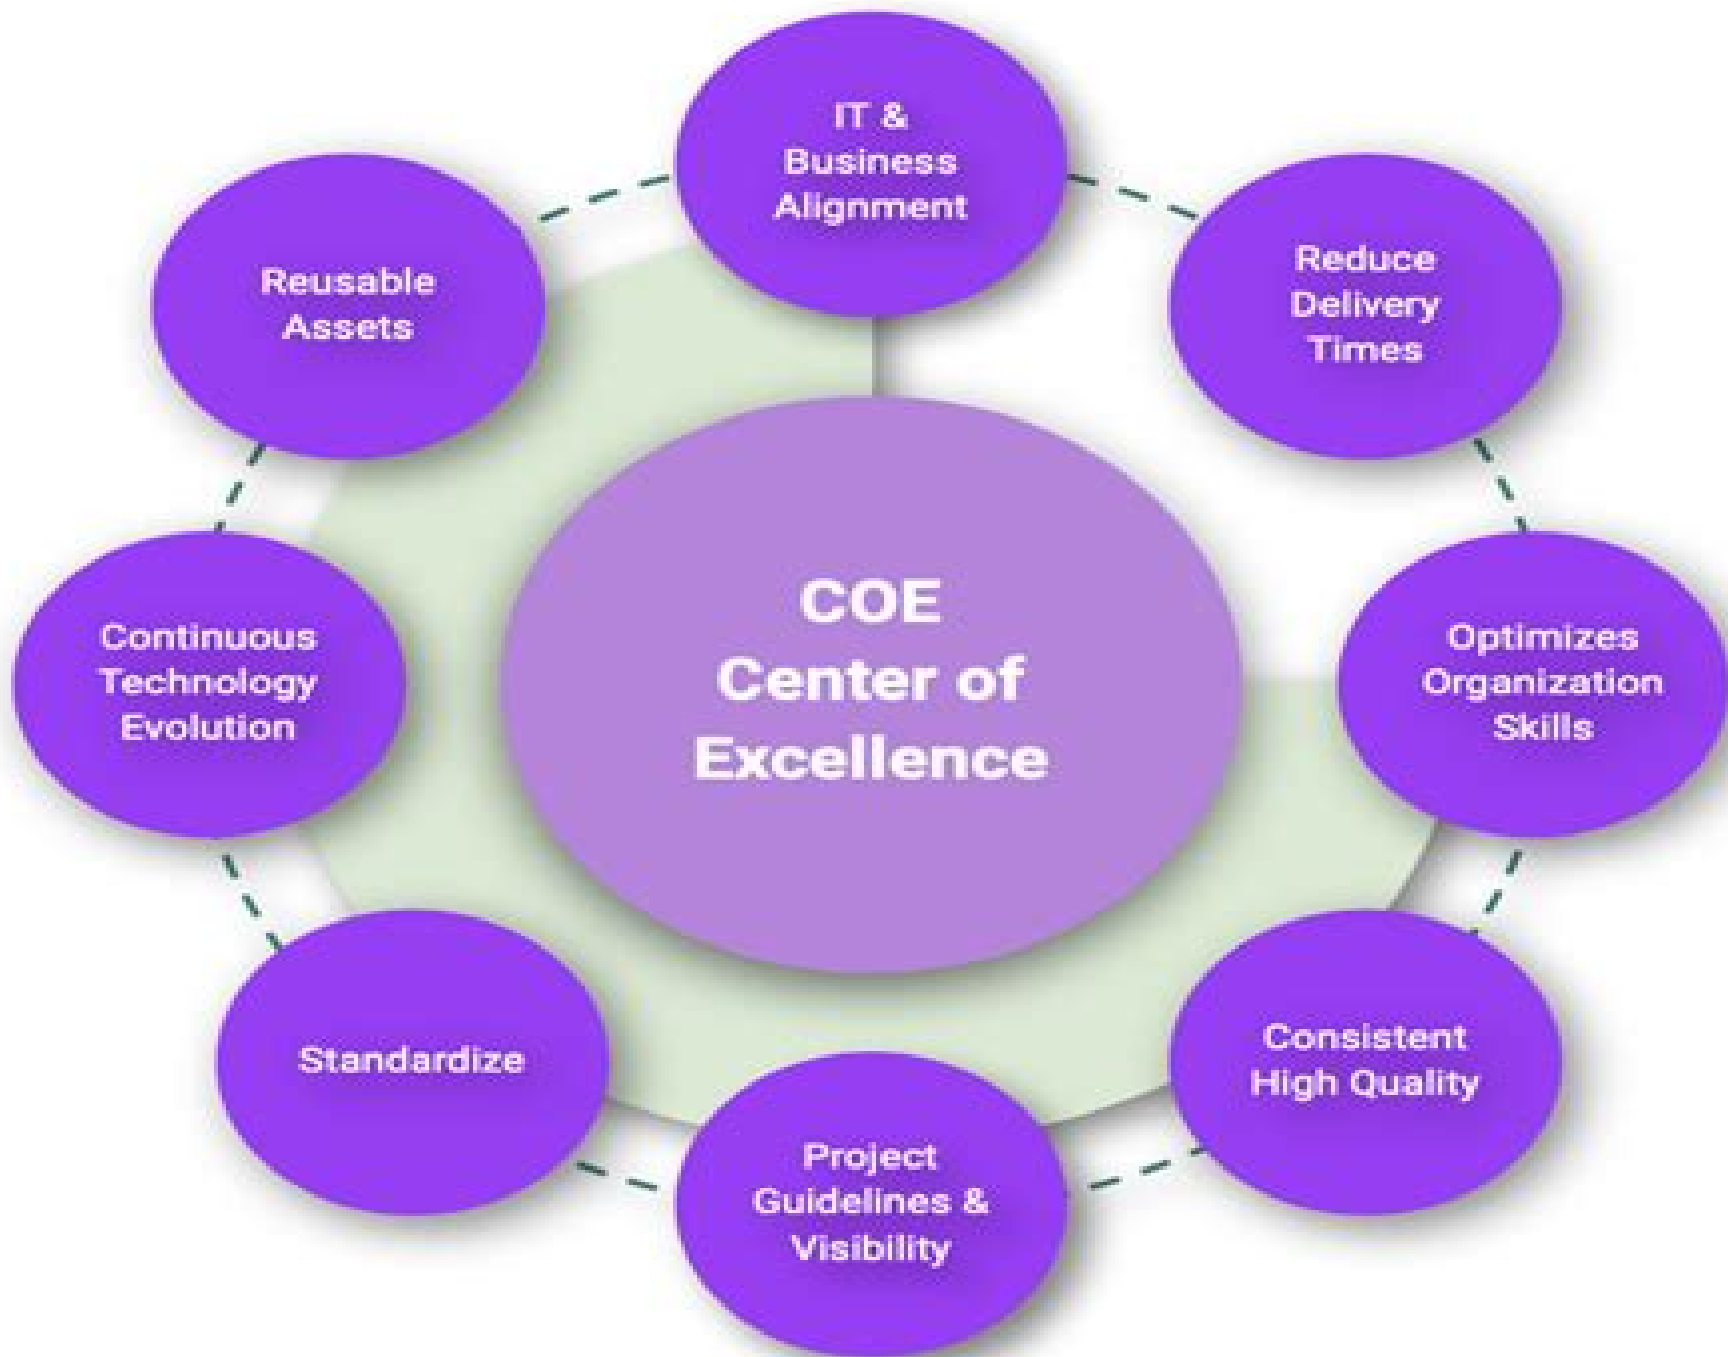 IT &
Business
Alignment
Reduce
Delivery
Times
Optimizes
Organization
Skills
Consistent
High Quality
Project
Guidelines &
Visibility
Standardize
Continuous
Technology
Evolution
Reusable
Assets
COE
Center of
Excellence